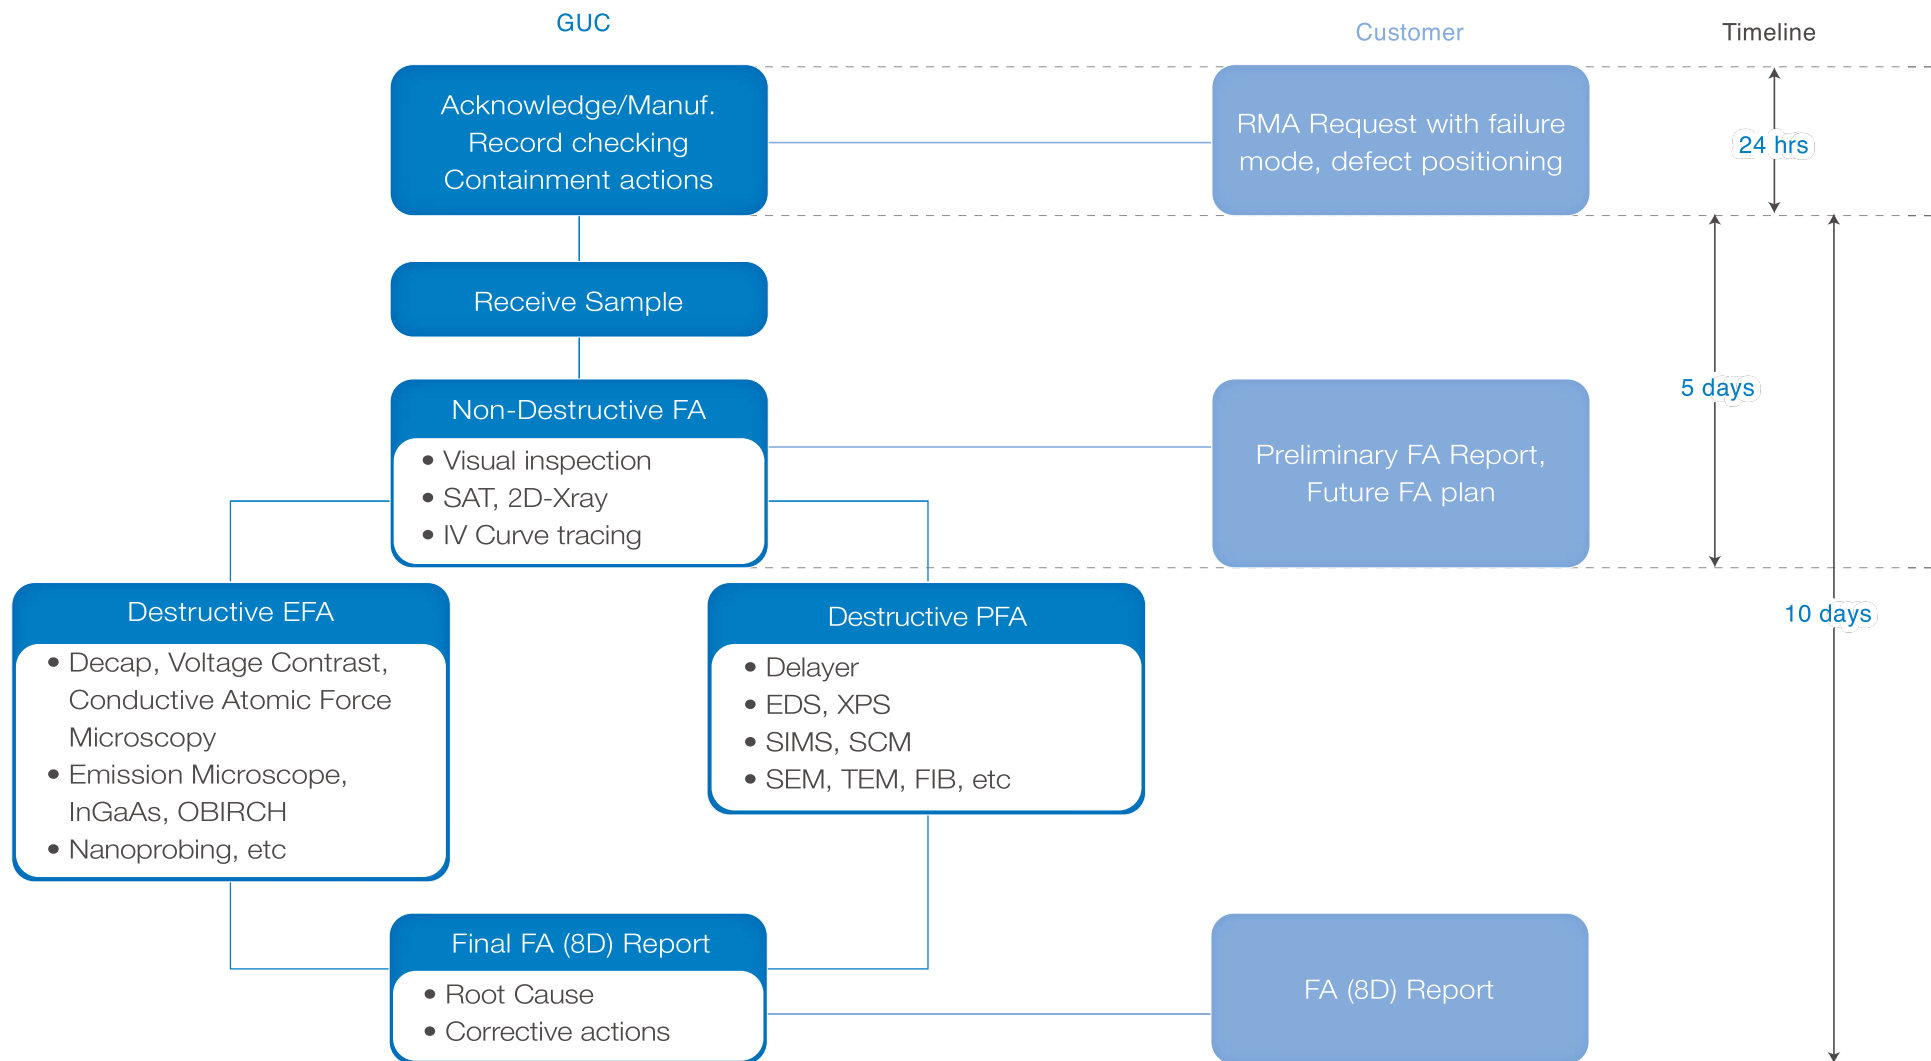 GUC
Customer
Timeline
Acknowledge/Manuf.
Record checking
Containment actions
RMA Request with failure
mode, defect positioning
24 hrs
Receive Sample
Non-Destructive FA
• Visual inspection
• SAT, 2D-Xray
• IV Curve tracing
Preliminary FA Report,
Future FA plan
5 days
10 days
Destructive EFA
• Decap, Voltage Contrast,
Conductive Atomic Force
Microscopy
• Emission Microscope,
InGaAs, OBIRCH
• Nanoprobing, etc
Destructive PFA
• Delayer
• EDS, XPS
• SIMS, SCM
• SEM, TEM, FIB, etc
Final FA (8D) Report
• Root Cause
• Corrective actions
FA (8D) Report